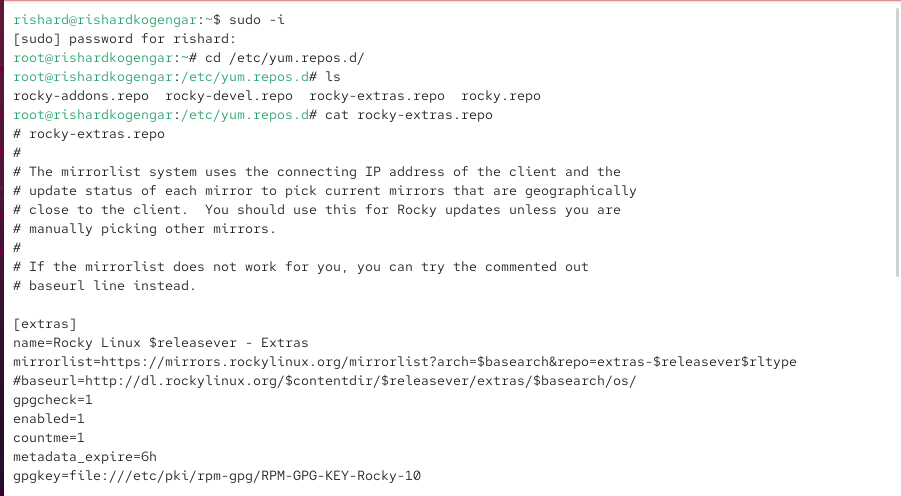 rishard@rishardkogengar:~$ sudo -i
[sudo] password for rishard:
root@rishardkogengar:~# cd /etc/yum.repos.d/
root@rishardkogengar:/etc/yum.repos.d# ls
rocky-addons.repo  rocky-devel.repo  rocky-extras.repo  rocky.repo
root@rishardkogengar:/etc/yum.repos.d# cat rocky-extras.repo
# rocky-extras.repo
#
# The mirrorlist system uses the connecting IP address of the client and the
# update status of each mirror to pick current mirrors that are geographically
# close to the client.  You should use this for Rocky updates unless you are
# manually picking other mirrors.
#
# If the mirrorlist does not work for you, you can try the commented out
# baseurl line instead.

[extras]
name=Rocky Linux $releasever - Extras
mirrorlist=https://mirrors.rockylinux.org/mirrorlist?arch=$basearch&repo=extras-$releasever$rltype
#baseurl=http://dl.rockylinux.org/$contentdir/$releasever/extras/$basearch/os/
gpgcheck=1
enabled=1
countme=1
metadata_expire=6h
gpgkey=file:///etc/pki/rpm-gpg/RPM-GPG-KEY-Rocky-10